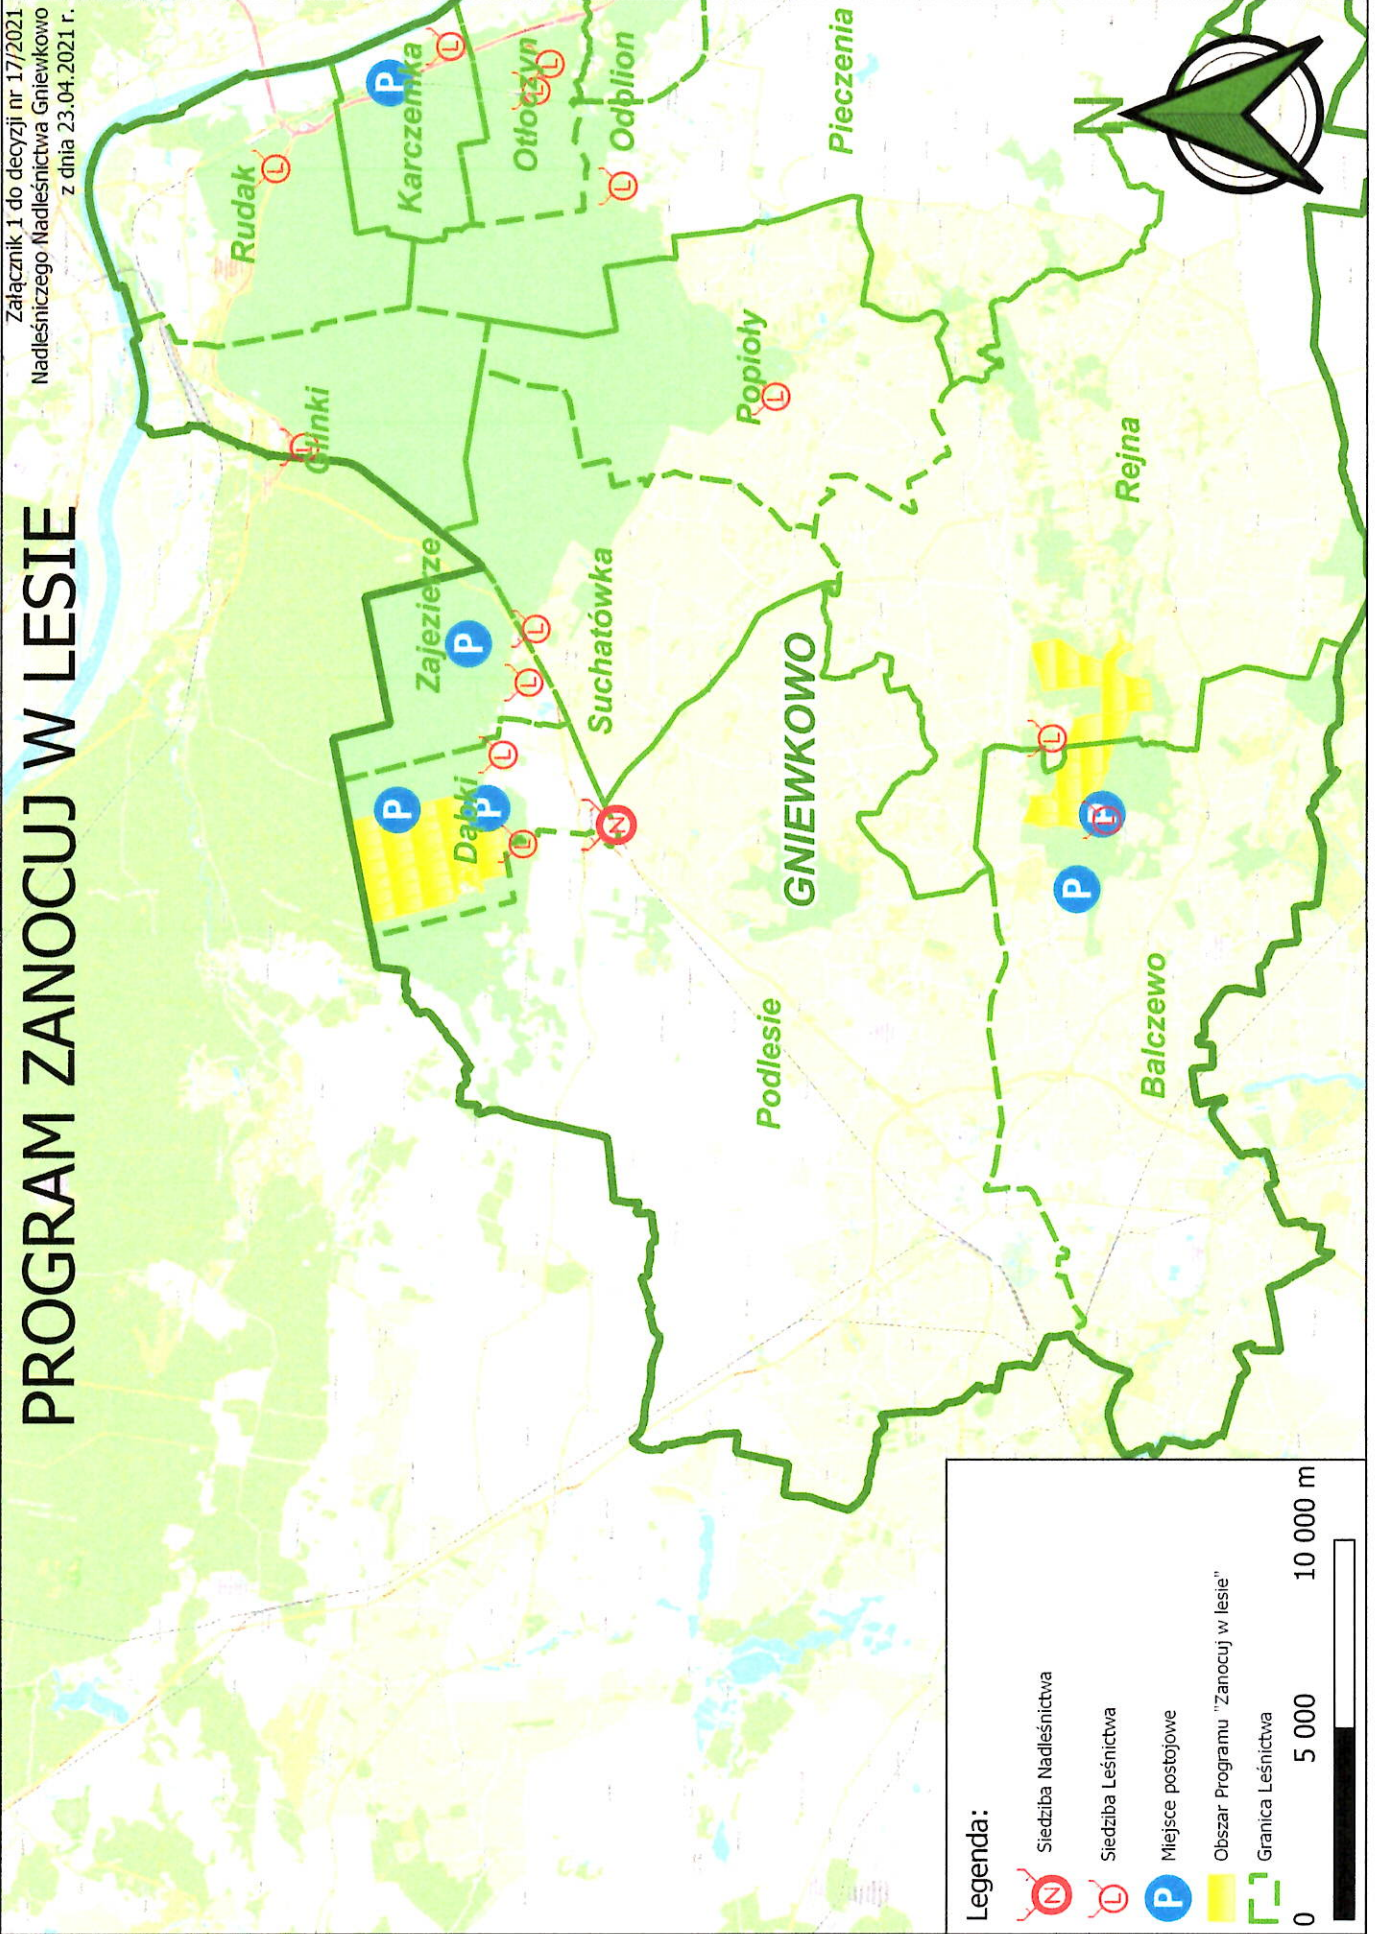 PROGRAM ZANOCUJ W LESIE
Załącznik 1 do decyzji nr 17/2021
Nadleśniczego Nadleśnictwa Gniewkowo
z dnia 23.04.2021 r.
Rudak
Karczemka
Otłoczyn
Odolion
Pieczenia
Glinki
Zajezierze
Dąbki
Suchatówka
Popioły
GNIEWKOWO
Rejna
Podlesie
Balczewo
N
P
P
P
P
P
P
N
L
L
L
L
L
L
L
L
L
L
L
L
L
Legenda:
N Siedziba Nadleśnictwa
L Siedziba Leśnictwa
P Miejsce postojowe
Obszar Programu "Zanocuj w lesie"
Granica Leśnictwa
0 5 000 10 000 m